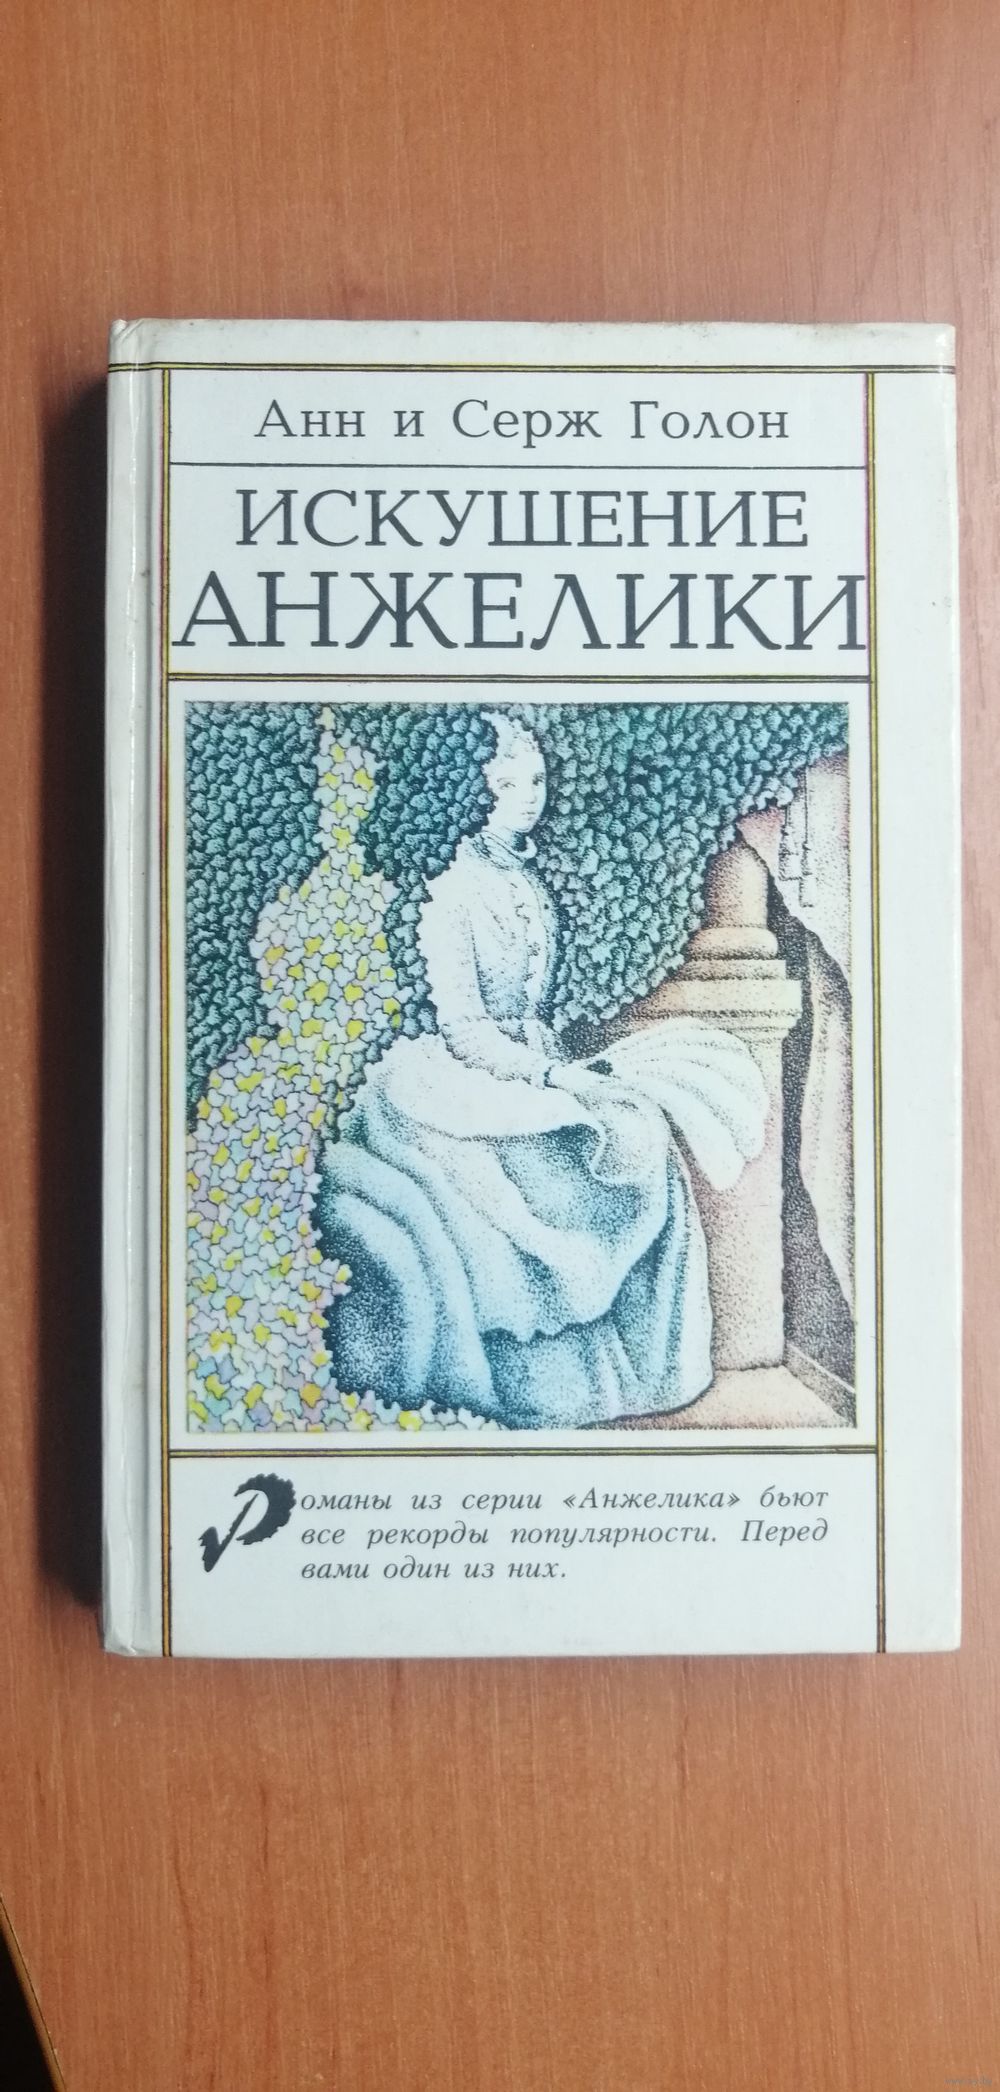 Анн и Серж Голон
ИСКУШЕНИЕ
АНЖЕЛИКИ
Романы из серии «Анжелика» бьют
все рекорды популярности. Перед
вами один из них.